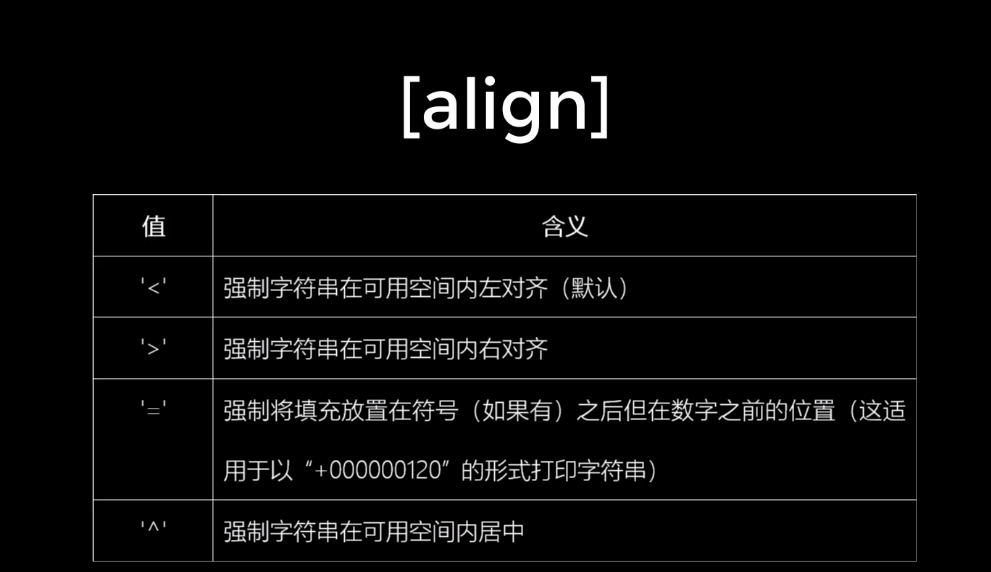 [align]
值 含义
'<' 强制字符串在可用空间内左对齐（默认）
'>' 强制字符串在可用空间内右对齐
'=' 强制将填充放置在符号（如果有）之后但在数字之前的位置（这适
用于以“+000000120”的形式打印字符串）
'^' 强制字符串在可用空间内居中